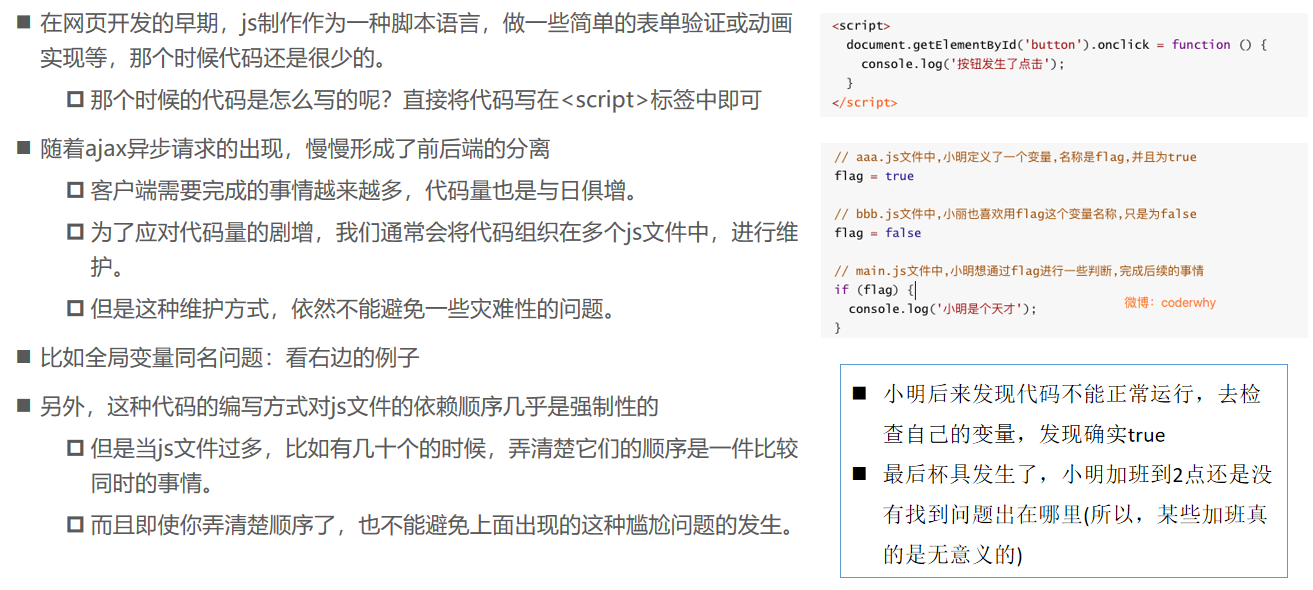 ■ 在网页开发的早期，js制作作为一种脚本语言，做一些简单的表单验证或动画
实现等，那个时候代码还是很少的。
那个时候的代码是怎么写的呢？直接将代码写在<script>标签中即可
■ 随着ajax异步请求的出现，慢慢形成了前后端的分离
客户端需要完成的事情越来越多，代码量也是与日俱增。
为了应对代码量的剧增，我们通常会将代码组织在多个js文件中，进行维
护。
但是这种维护方式，依然不能避免一些灾难性的问题。
■ 比如全局变量同名问题：看右边的例子
■ 另外，这种代码的编写方式对js文件的依赖顺序几乎是强制性的
但是当js文件过多，比如有几十个的时候，弄清楚它们的顺序是一件比较
同时的事情。
而且即使你弄清楚顺序了，也不能避免上面出现的这种尴尬问题的发生。
<script>
document.getElementById('button').onclick = function () {
console.log('按钮发生了点击');
}
</script>
// aaa.js文件中,小明定义了一个变量,名称是flag,并且为true
flag = true
// bbb.js文件中,小丽也喜欢用flag这个变量名称,只是为false
flag = false
// main.js文件中,小明想通过flag进行一些判断,完成后续的事情
if (flag) {
console.log('小明是个天才');
}
微博：coderwhy
■ 小明后来发现代码不能正常运行，去检
查自己的变量，发现确实true
■ 最后杯具发生了，小明加班到2点还是没
有找到问题出在哪里(所以，某些加班真
的是无意义的)